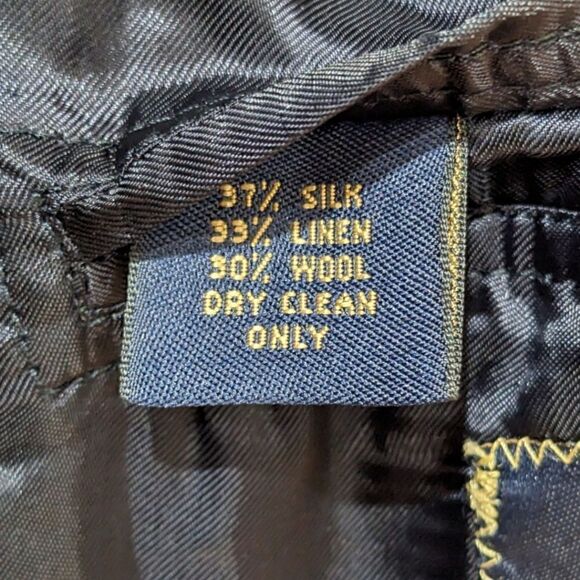 37% SILK
33% LINEN
30% WOOL
DRY CLEAN
ONLY